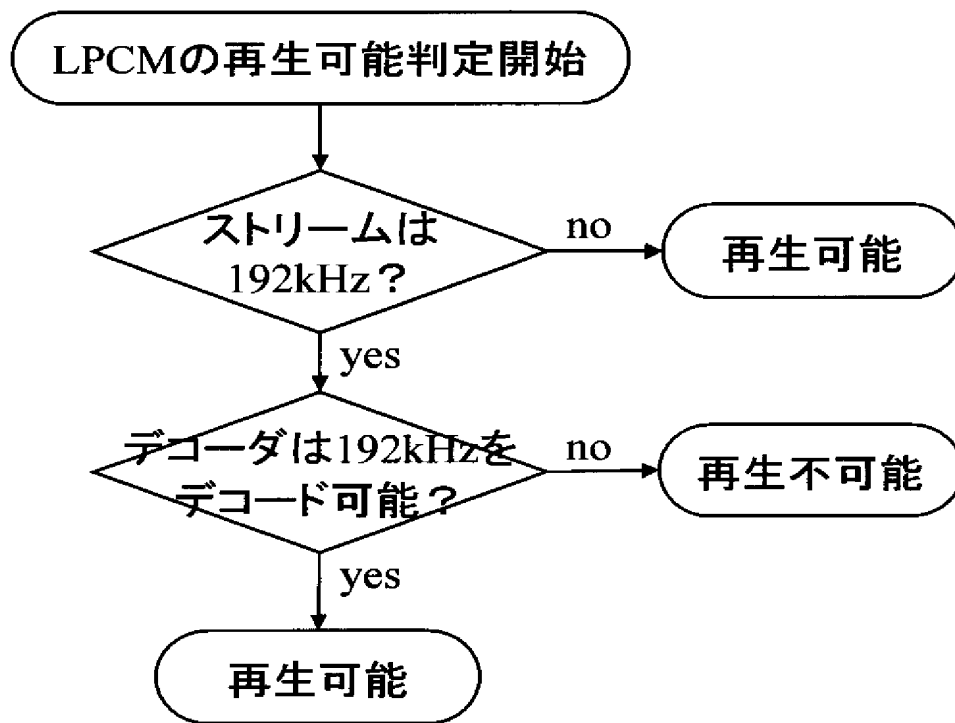 LPCMの再生可能判定開始
ストリームは
192kHz？
no
再生可能
yes
デコーダは192kHzを
デコード可能？
no
再生不可能
yes
再生可能